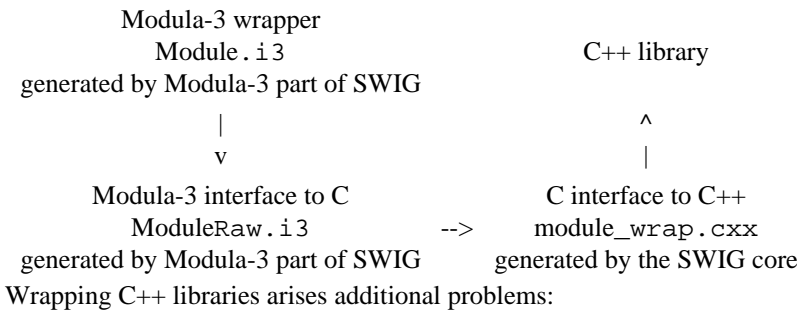 Modula-3 wrapper
Module.i3 C++ library
generated by Modula-3 part of SWIG
| ^
v |
Modula-3 interface to C C interface to C++
ModuleRaw.i3 --> module_wrap.cxx
generated by Modula-3 part of SWIG generated by the SWIG core
Wrapping C++ libraries arises additional problems: